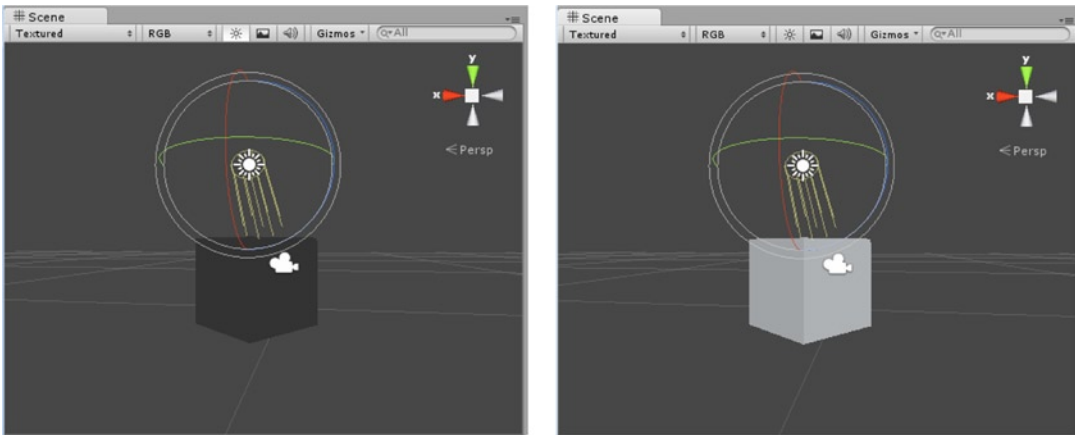 Scene
Textured RGB Gizmos All
y
x
Persp
Scene
Textured RGB Gizmos All
y
x
Persp